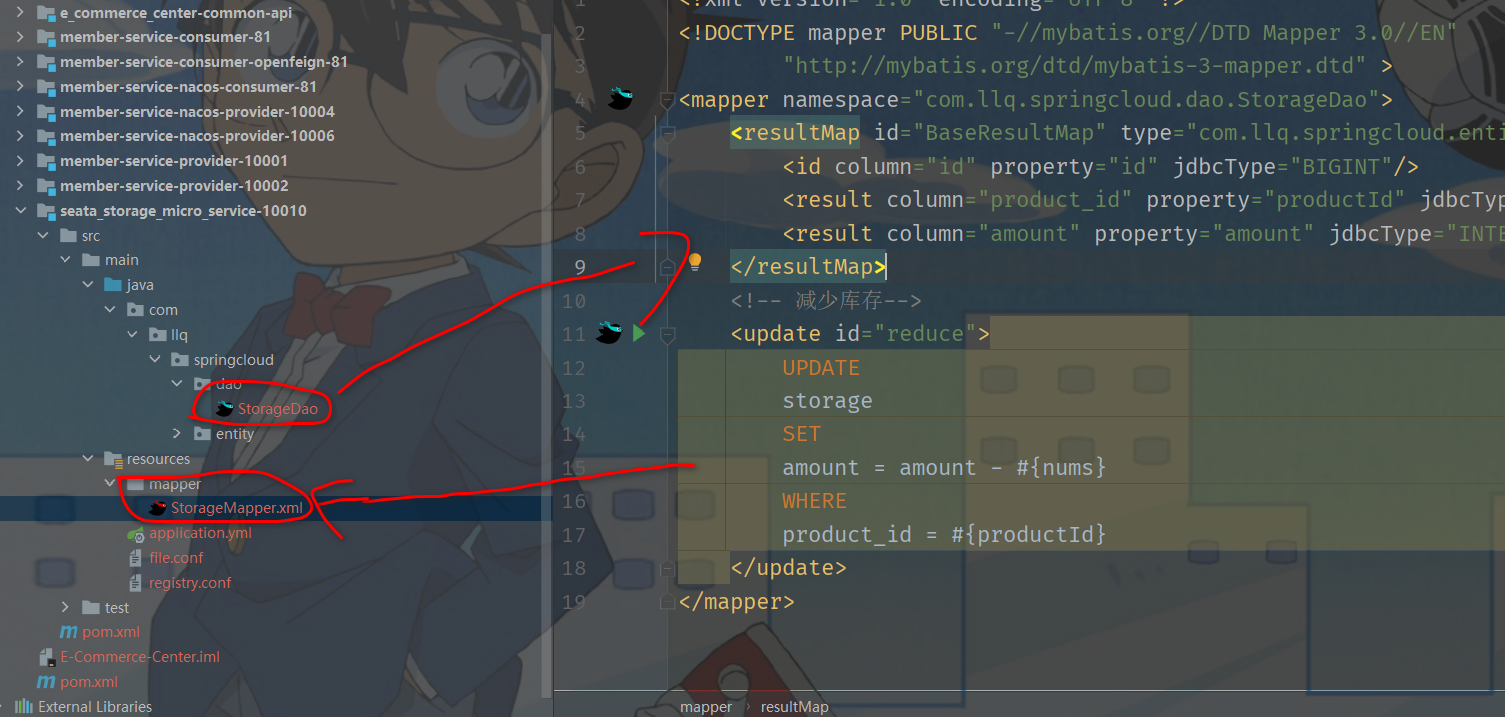 e_commerce_center-common-api
member-service-consumer-81
member-service-consumer-openfeign-81
member-service-nacos-consumer-81
member-service-nacos-provider-10004
member-service-nacos-provider-10006
member-service-provider-10001
member-service-provider-10002
seata_storage_micro_service-10010
src
main
java
com
llq
springcloud
dao
StorageDao
entity
resources
mapper
StorageMapper.xml
application.yml
file.conf
registry.conf
test
pom.xml
E-Commerce-Center.iml
pom.xml
External Libraries
1 <?xml version="1.0" encoding="UTF-8" ?>
2 <!DOCTYPE mapper PUBLIC "-//mybatis.org//DTD Mapper 3.0//EN"
3 "http://mybatis.org/dtd/mybatis-3-mapper.dtd" >
4 <mapper namespace="com.llq.springcloud.dao.StorageDao">
5 <resultMap id="BaseResultMap" type="com.llq.springcloud.enti
6 <id column="id" property="id" jdbcType="BIGINT"/>
7 <result column="product_id" property="productId" jdbcTyp
8 <result column="amount" property="amount" jdbcType="INTE
9 </resultMap>
10 <!-- 减少库存-->
11 <update id="reduce">
12 UPDATE
13 storage
14 SET
15 amount = amount - #{nums}
16 WHERE
17 product_id = #{productId}
18 </update>
19 </mapper>
mapper › resultMap